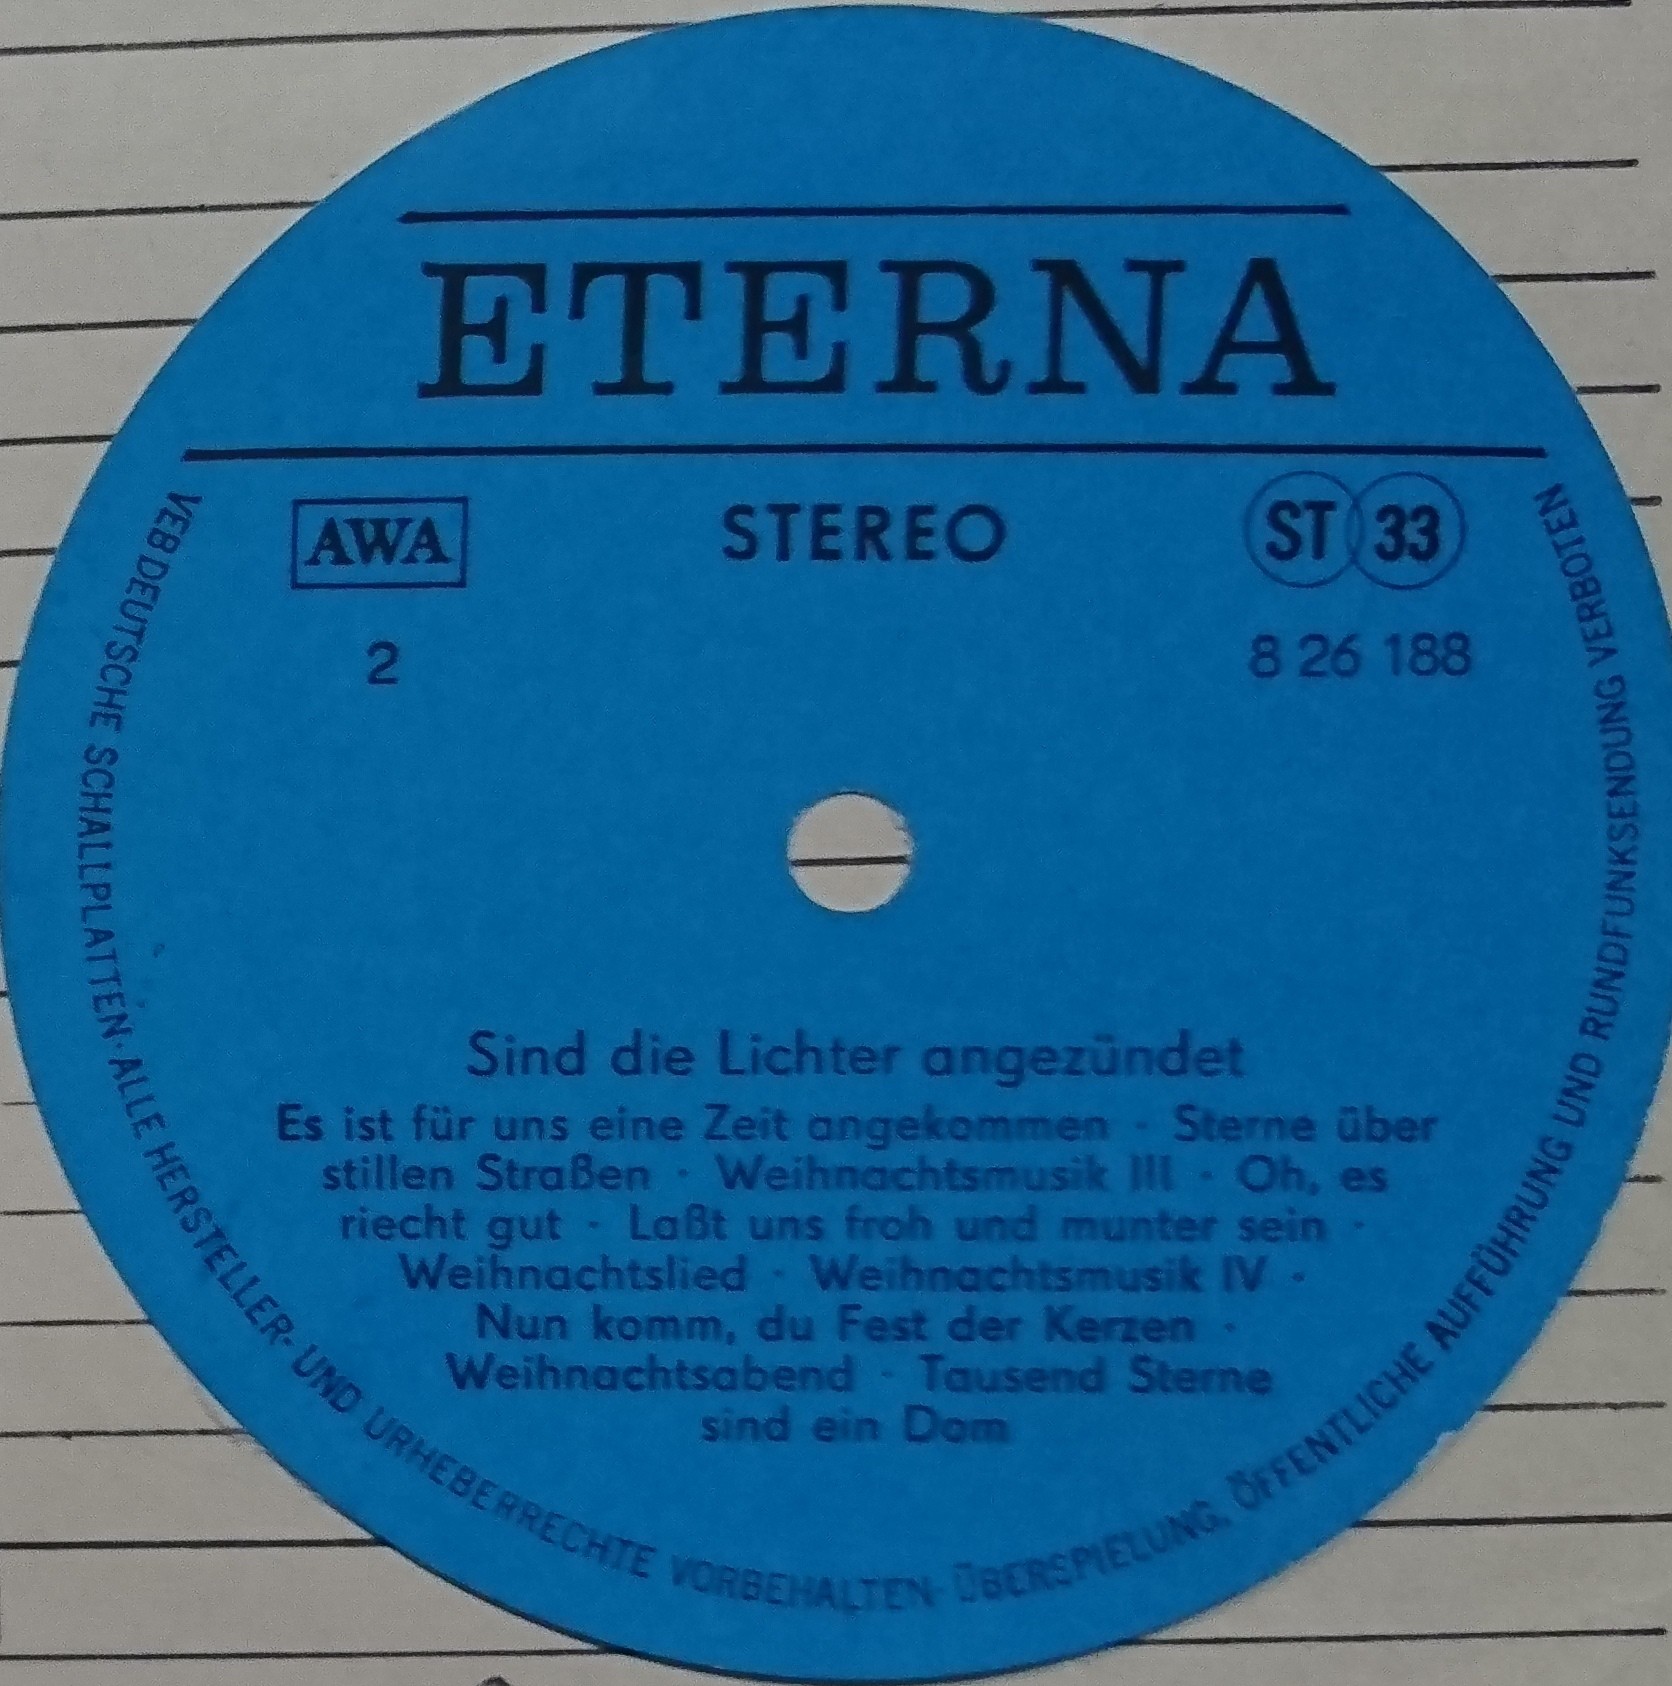 ETERNA
AWA
STEREO
ST 33
2
8 26 188
Sind die Lichter angezündet
Es ist für uns eine Zeit angekommen · Sterne über
stillen Straßen · Weihnachtsmusik III · Oh, es
riecht gut · Laßt uns froh und munter sein ·
Weihnachtslied · Weihnachtsmusik IV ·
Nun komm, du Fest der Kerzen ·
Weihnachtsabend · Tausend Sterne
sind ein Dom
VEB DEUTSCHE SCHALLPLATTEN · ALLE HERSTELLER- UND URHEBERRECHTE VORBEHALTEN · ÜBERSPIELUNG, ÖFFENTLICHE AUFFÜHRUNG UND RUNDFUNKSENDUNG VERBOTEN